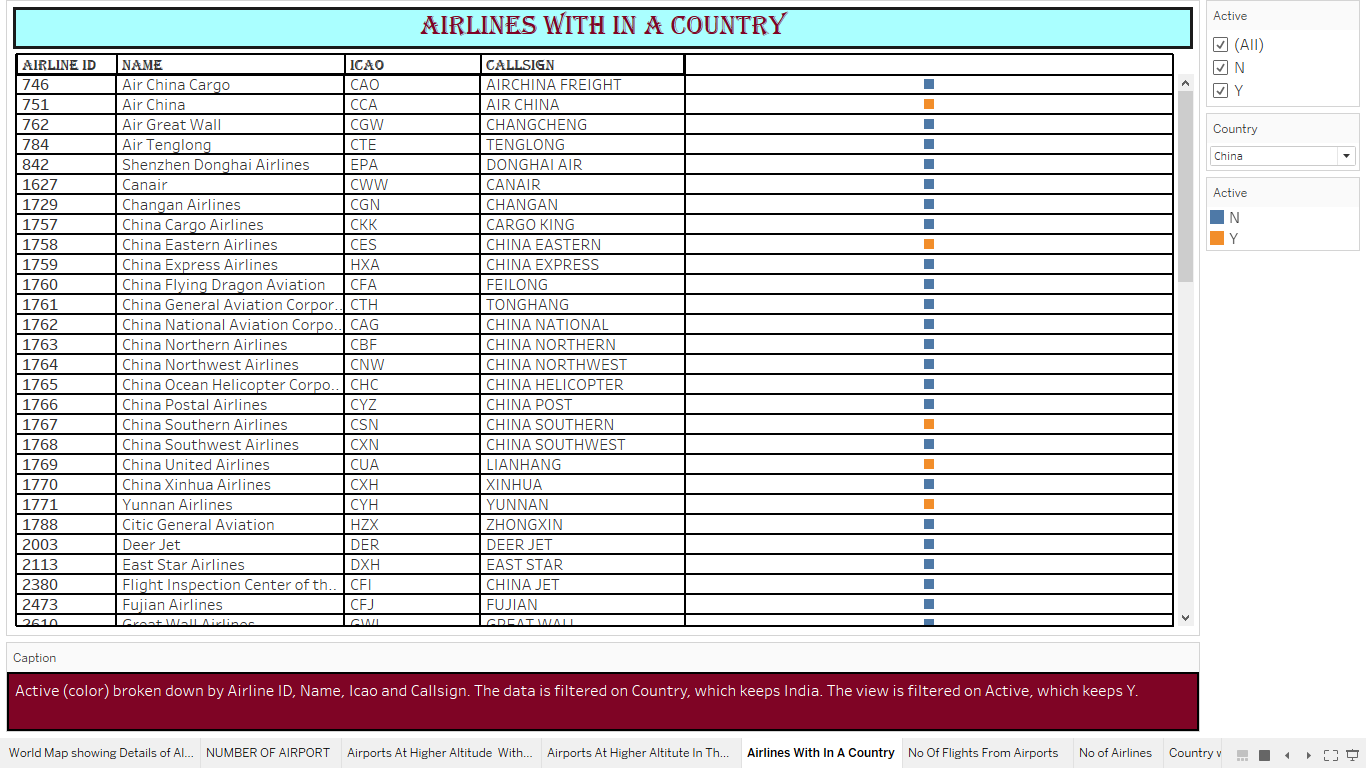 AIRLINES WITH IN A COUNTRY
AIRLINE ID NAME ICAO CALLSIGN
746 Air China Cargo CAO AIRCHINA FREIGHT
751 Air China CCA AIR CHINA
762 Air Great Wall CGW CHANGCHENG
784 Air Tenglong CTE TENGLONG
842 Shenzhen Donghai Airlines EPA DONGHAI AIR
1627 Canair CWW CANAIR
1729 Changan Airlines CGN CHANGAN
1757 China Cargo Airlines CKK CARGO KING
1758 China Eastern Airlines CES CHINA EASTERN
1759 China Express Airlines HXA CHINA EXPRESS
1760 China Flying Dragon Aviation CFA FEILONG
1761 China General Aviation Corpor.. CTH TONGHANG
1762 China National Aviation Corpo.. CAG CHINA NATIONAL
1763 China Northern Airlines CBF CHINA NORTHERN
1764 China Northwest Airlines CNW CHINA NORTHWEST
1765 China Ocean Helicopter Corpo.. CHC CHINA HELICOPTER
1766 China Postal Airlines CYZ CHINA POST
1767 China Southern Airlines CSN CHINA SOUTHERN
1768 China Southwest Airlines CXN CHINA SOUTHWEST
1769 China United Airlines CUA LIANHANG
1770 China Xinhua Airlines CXH XINHUA
1771 Yunnan Airlines CYH YUNNAN
1788 Citic General Aviation HZX ZHONGXIN
2003 Deer Jet DER DEER JET
2113 East Star Airlines DXH EAST STAR
2380 Flight Inspection Center of th.. CFI CHINA JET
2473 Fujian Airlines CFJ FUJIAN
2610 Great Wall Airlines GWL GREAT WALL
Active
(All)
N
Y
Country
China
Active
N
Y
Caption
Active (color) broken down by Airline ID, Name, Icao and Callsign. The data is filtered on Country, which keeps India. The view is filtered on Active, which keeps Y.
World Map showing Details of Al... NUMBER OF AIRPORT Airports At Higher Altitude With... Airports At Higher Altitute In Th... Airlines With In A Country No Of Flights From Airports No of Airlines Country